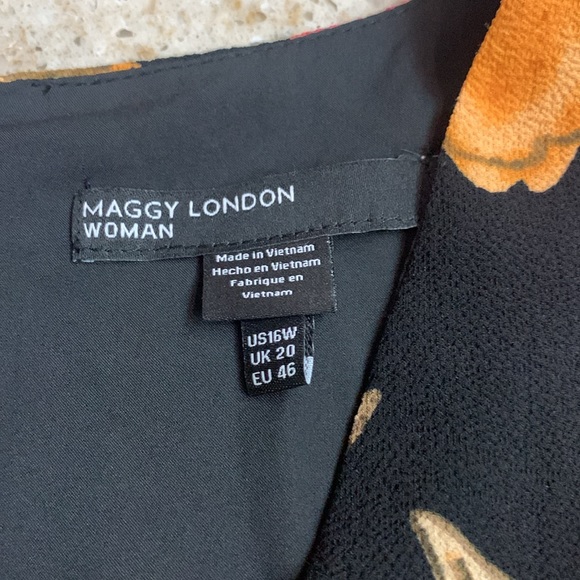 MAGGY LONDON
WOMAN
Made in Vietnam
Hecho en Vietnam
Fabrique en
Vietnam
US16W
UK 20
EU 46